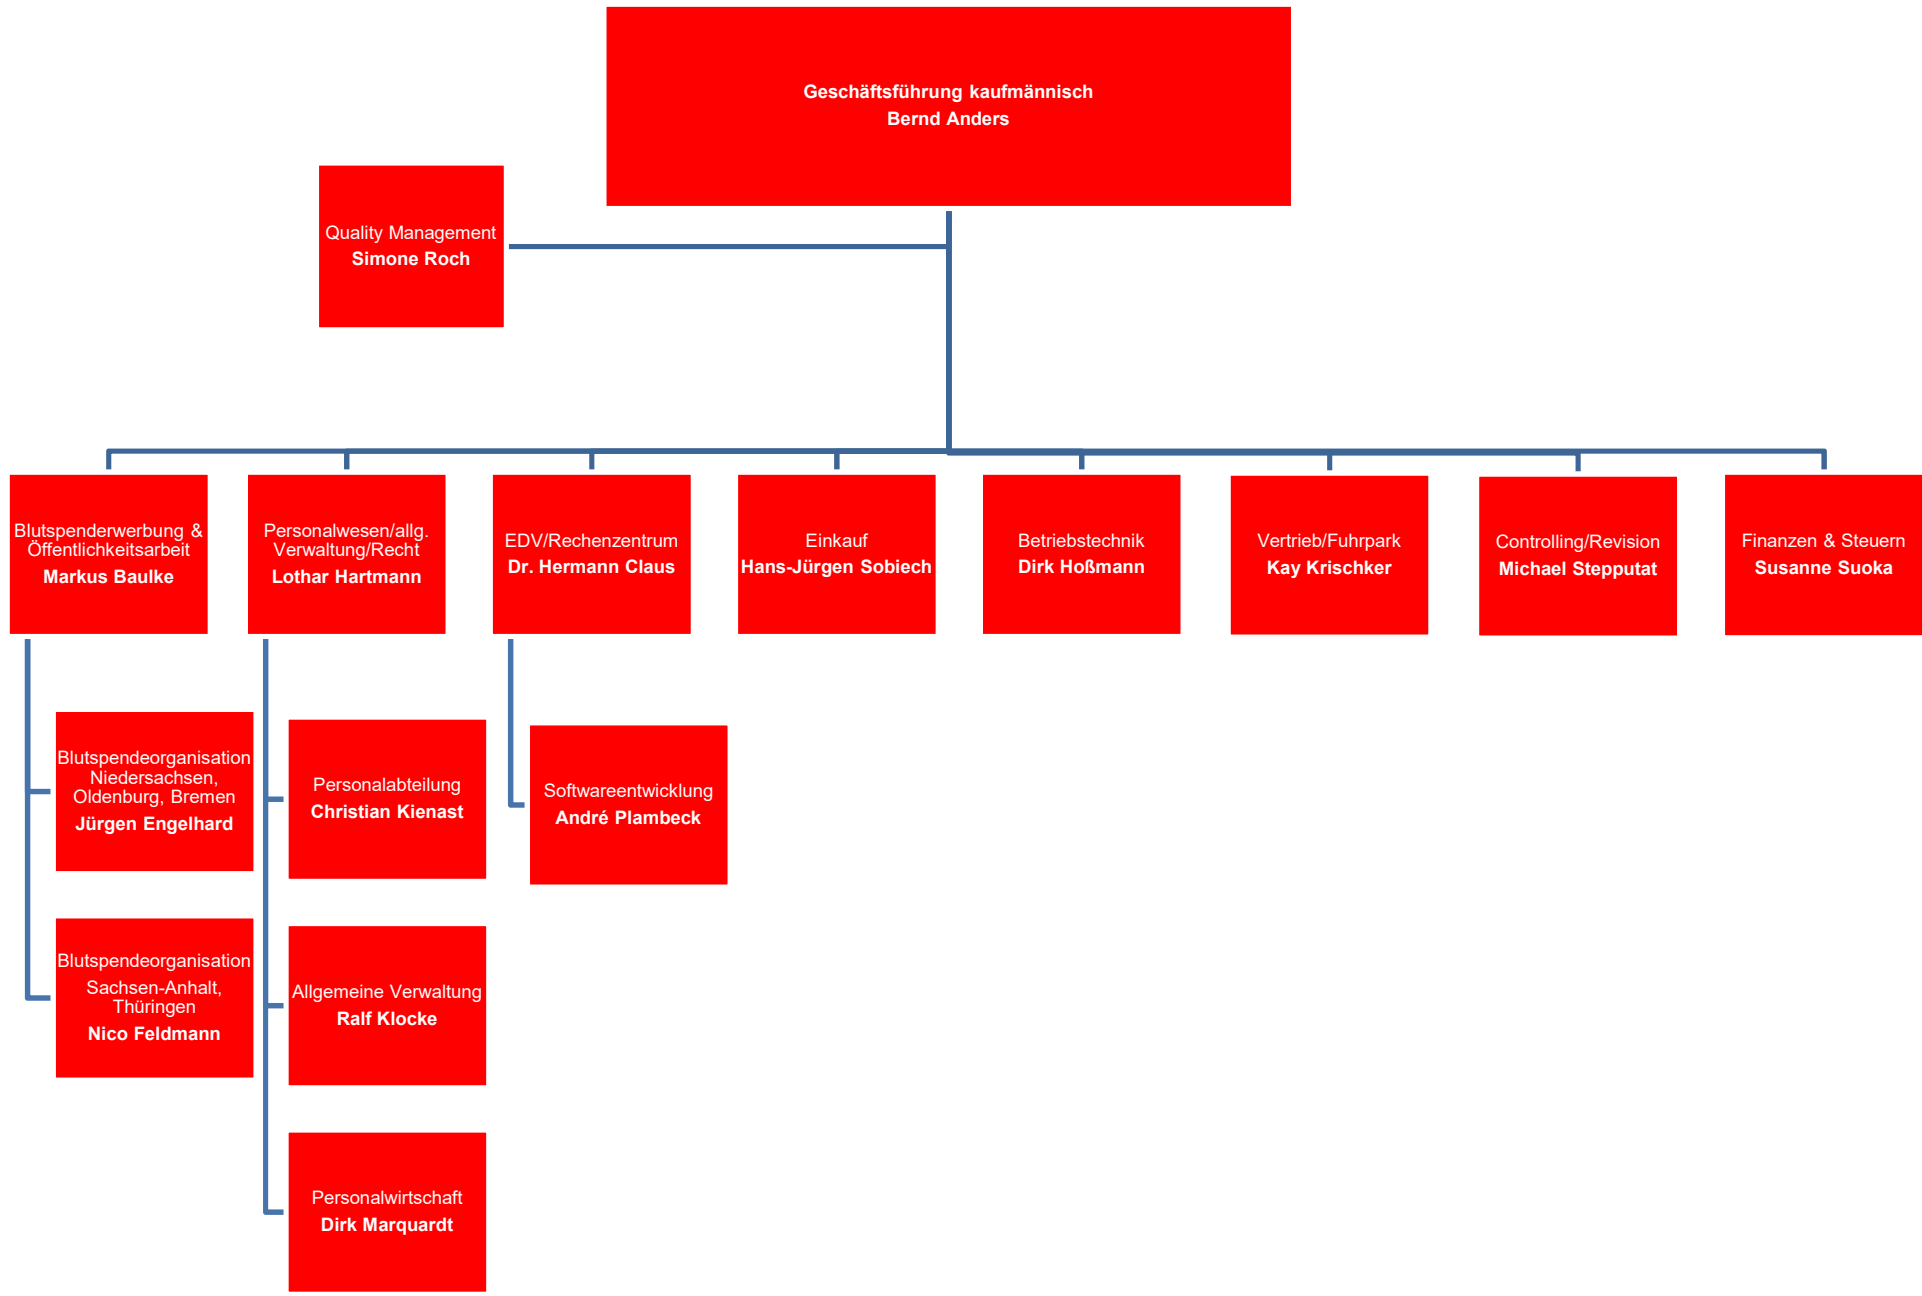 Geschäftsführung kaufmännisch
Bernd Anders
Quality Management
Simone Roch
Blutspenderwerbung &
Öffentlichkeitsarbeit
Markus Baulke
Personalwesen/allg.
Verwaltung/Recht
Lothar Hartmann
EDV/Rechenzentrum
Dr. Hermann Claus
Einkauf
Hans-Jürgen Sobiech
Betriebstechnik
Dirk Hoßmann
Vertrieb/Fuhrpark
Kay Krischker
Controlling/Revision
Michael Stepputat
Finanzen & Steuern
Susanne Suoka
Blutspendeorganisation
Niedersachsen,
Oldenburg, Bremen
Jürgen Engelhard
Blutspendeorganisation
Sachsen-Anhalt,
Thüringen
Nico Feldmann
Personalabteilung
Christian Kienast
Allgemeine Verwaltung
Ralf Klocke
Personalwirtschaft
Dirk Marquardt
Softwareentwicklung
André Plambeck